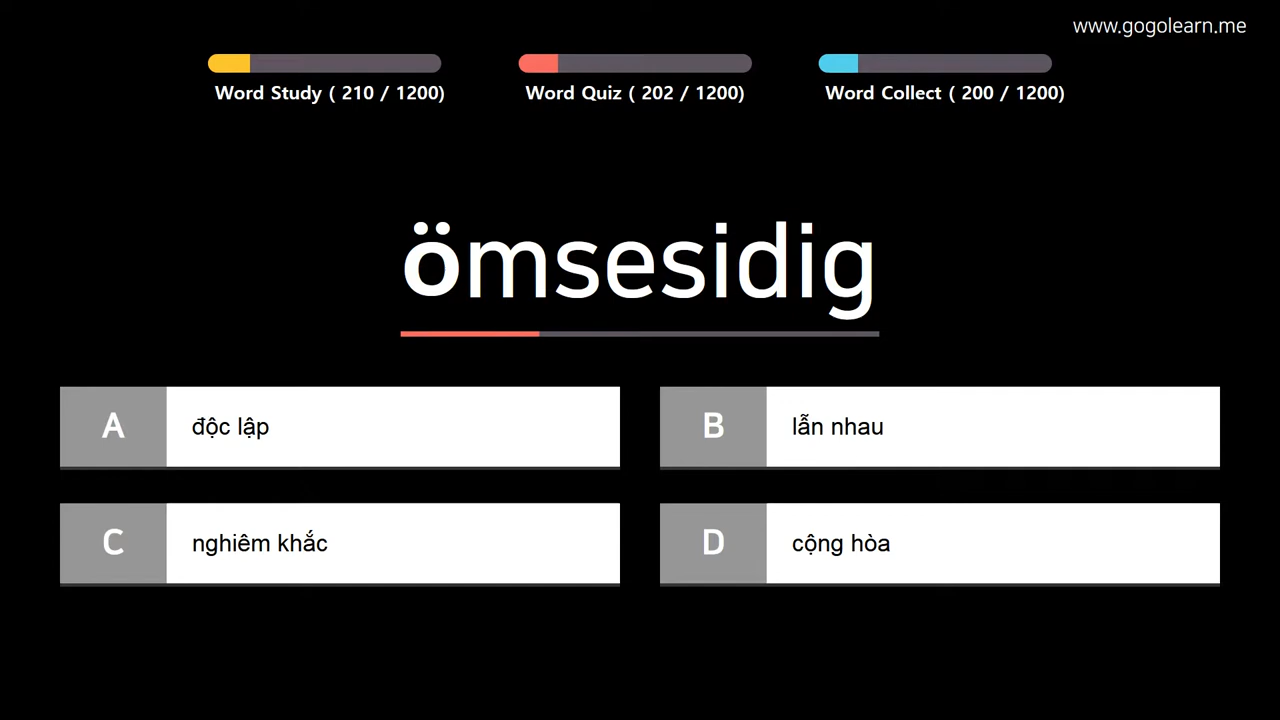 www.gogolearn.me
Word Study ( 210 / 1200)
Word Quiz ( 202 / 1200)
Word Collect ( 200 / 1200)
ömsesidig
A độc lập
B lẫn nhau
C nghiêm khắc
D cộng hòa